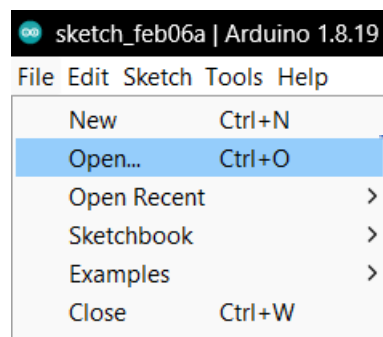 sketch_feb06a | Arduino 1.8.19
File Edit Sketch Tools Help
New Ctrl+N
Open... Ctrl+O
Open Recent >
Sketchbook >
Examples >
Close Ctrl+W